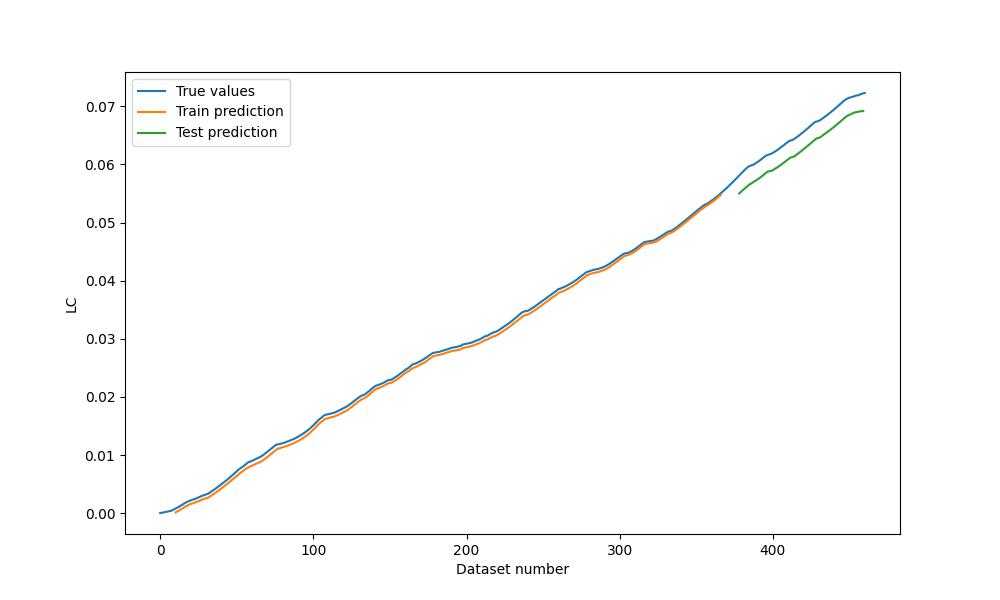 True values
Train prediction
Test prediction
0.07
0.06
0.05
0.04
0.03
0.02
0.01
0.00
LC
0 100 200 300 400
Dataset number